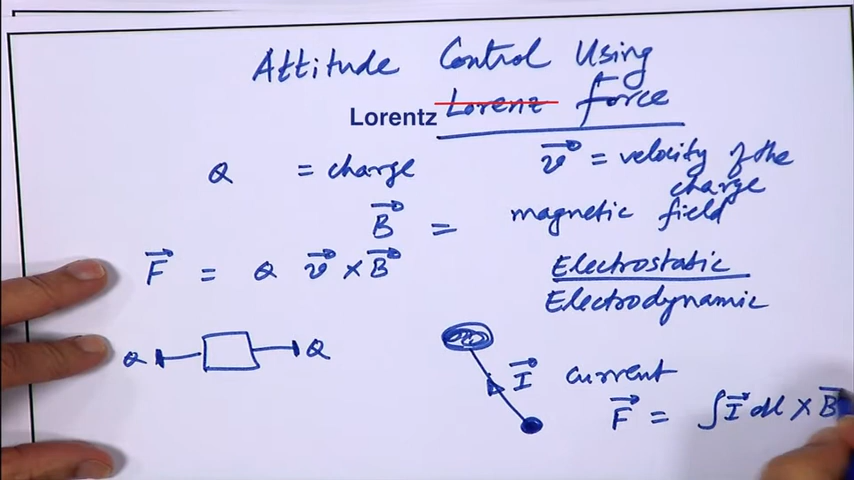 Attitude Control Using
Lorentz Lorenz force
Q = charge
v⃗ = velocity of the charge
B⃗ = magnetic field
F⃗ = Q v⃗ × B⃗
Electrostatic
Electrodynamic
Q Q
I⃗ current
F⃗ = ∫ I⃗ dl × B⃗